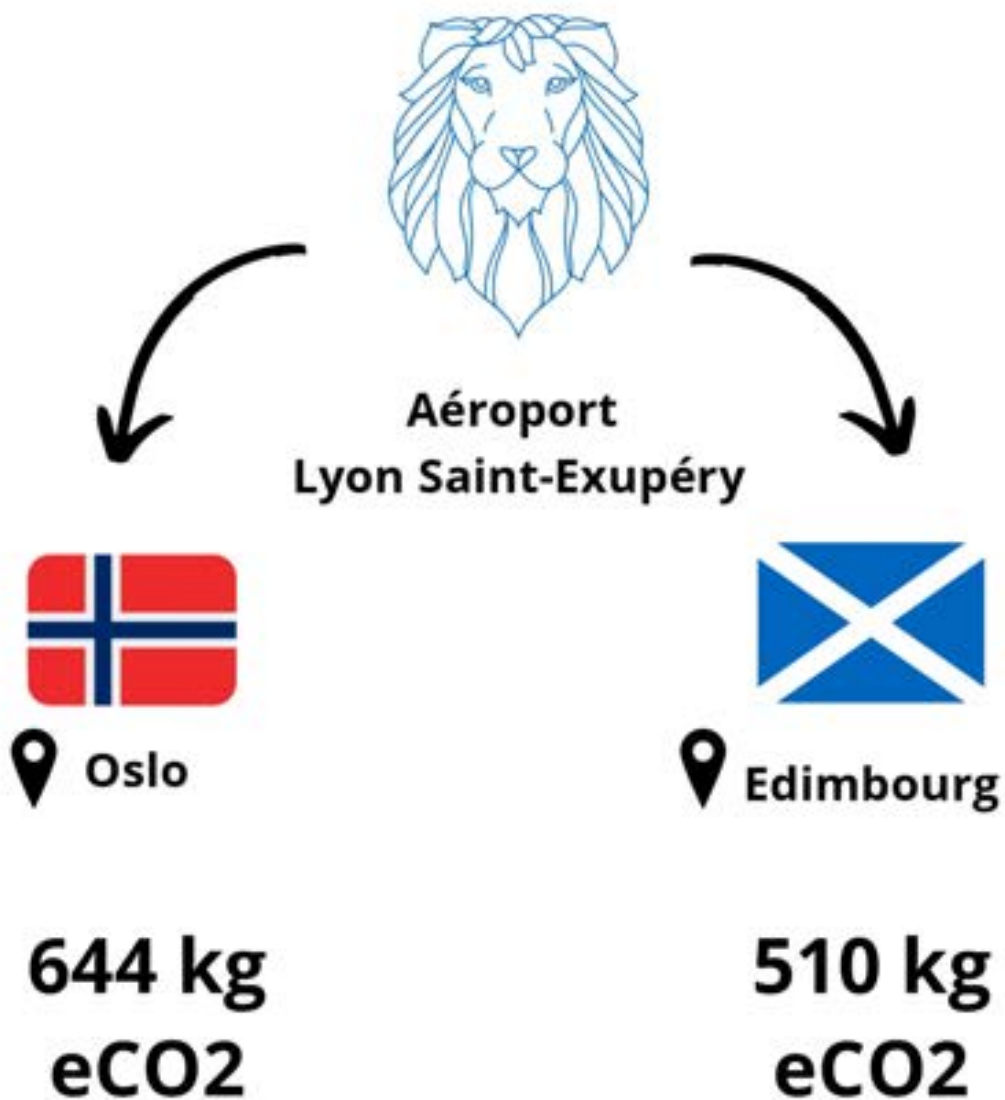 Aéroport
Lyon Saint-Exupéry
Oslo
Edimbourg
644 kg
eCO2
510 kg
eCO2